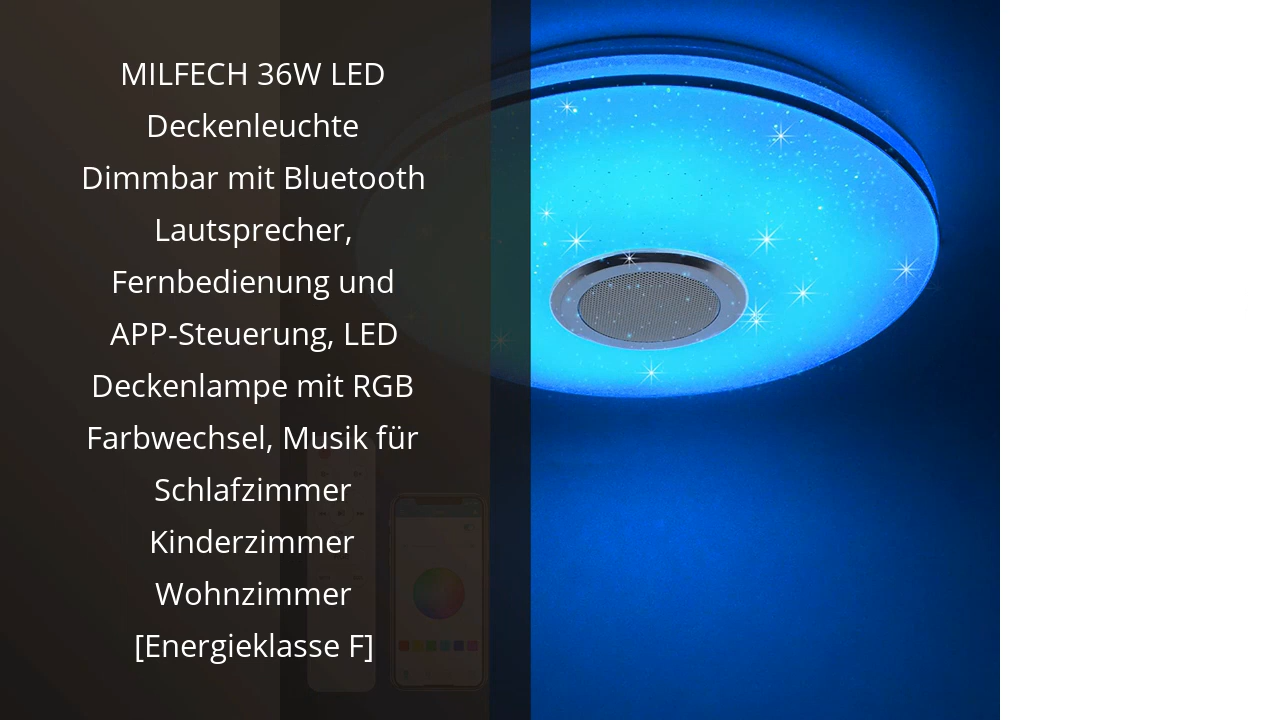 MILFECH 36W LED
Deckenleuchte
Dimmbar mit Bluetooth
Lautsprecher,
Fernbedienung und
APP-Steuerung, LED
Deckenlampe mit RGB
Farbwechsel, Musik für
Schlafzimmer
Kinderzimmer
Wohnzimmer
[Energieklasse F]